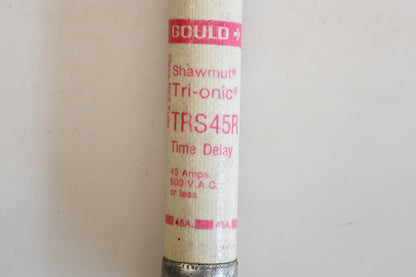 GOULD
Shawmut®
Tri-onic®
TRS45R
Time Delay
45 Amps.
600 V.A.C.
or less
45A. 45A.